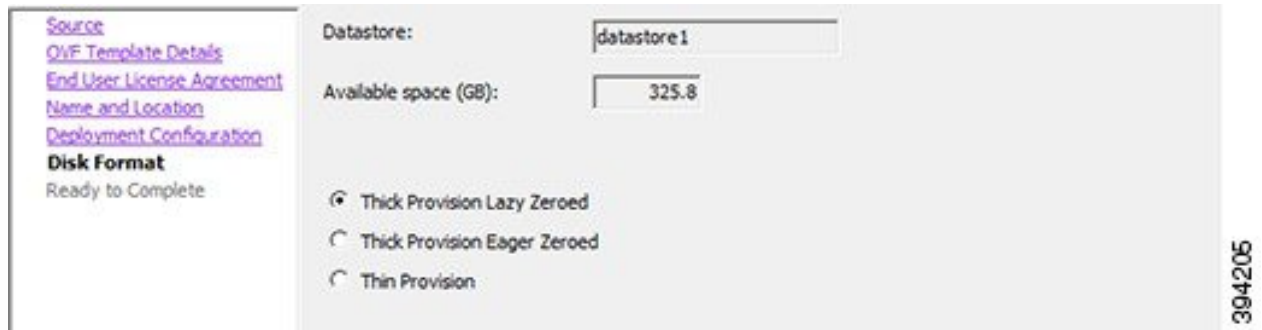 Source
OVF Template Details
End User License Agreement
Name and Location
Deployment Configuration
Disk Format
Ready to Complete
Datastore:
datastore1
Available space (GB):
325.8
Thick Provision Lazy Zeroed
Thick Provision Eager Zeroed
Thin Provision
394205